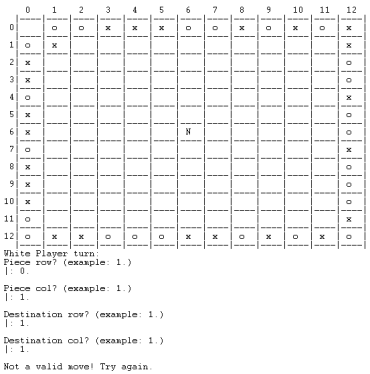 0 1 2 3 4 5 6 7 8 9 10 11 12
0 o o x x x o o x o x o x
1 o x x
2 x o
3 x o
4 o x
5 x o
6 x N o
7 o x
8 x o
9 x o
10 x o
11 o x
12 o x x o o o x x o x o x o
White Player turn:
Piece row? (example: 1.)
|: 0.
Piece col? (example: 1.)
|: 1.
Destination row? (example: 1.)
|: 1.
Destination col? (example: 1.)
|: 1.
Not a valid move! Try again.